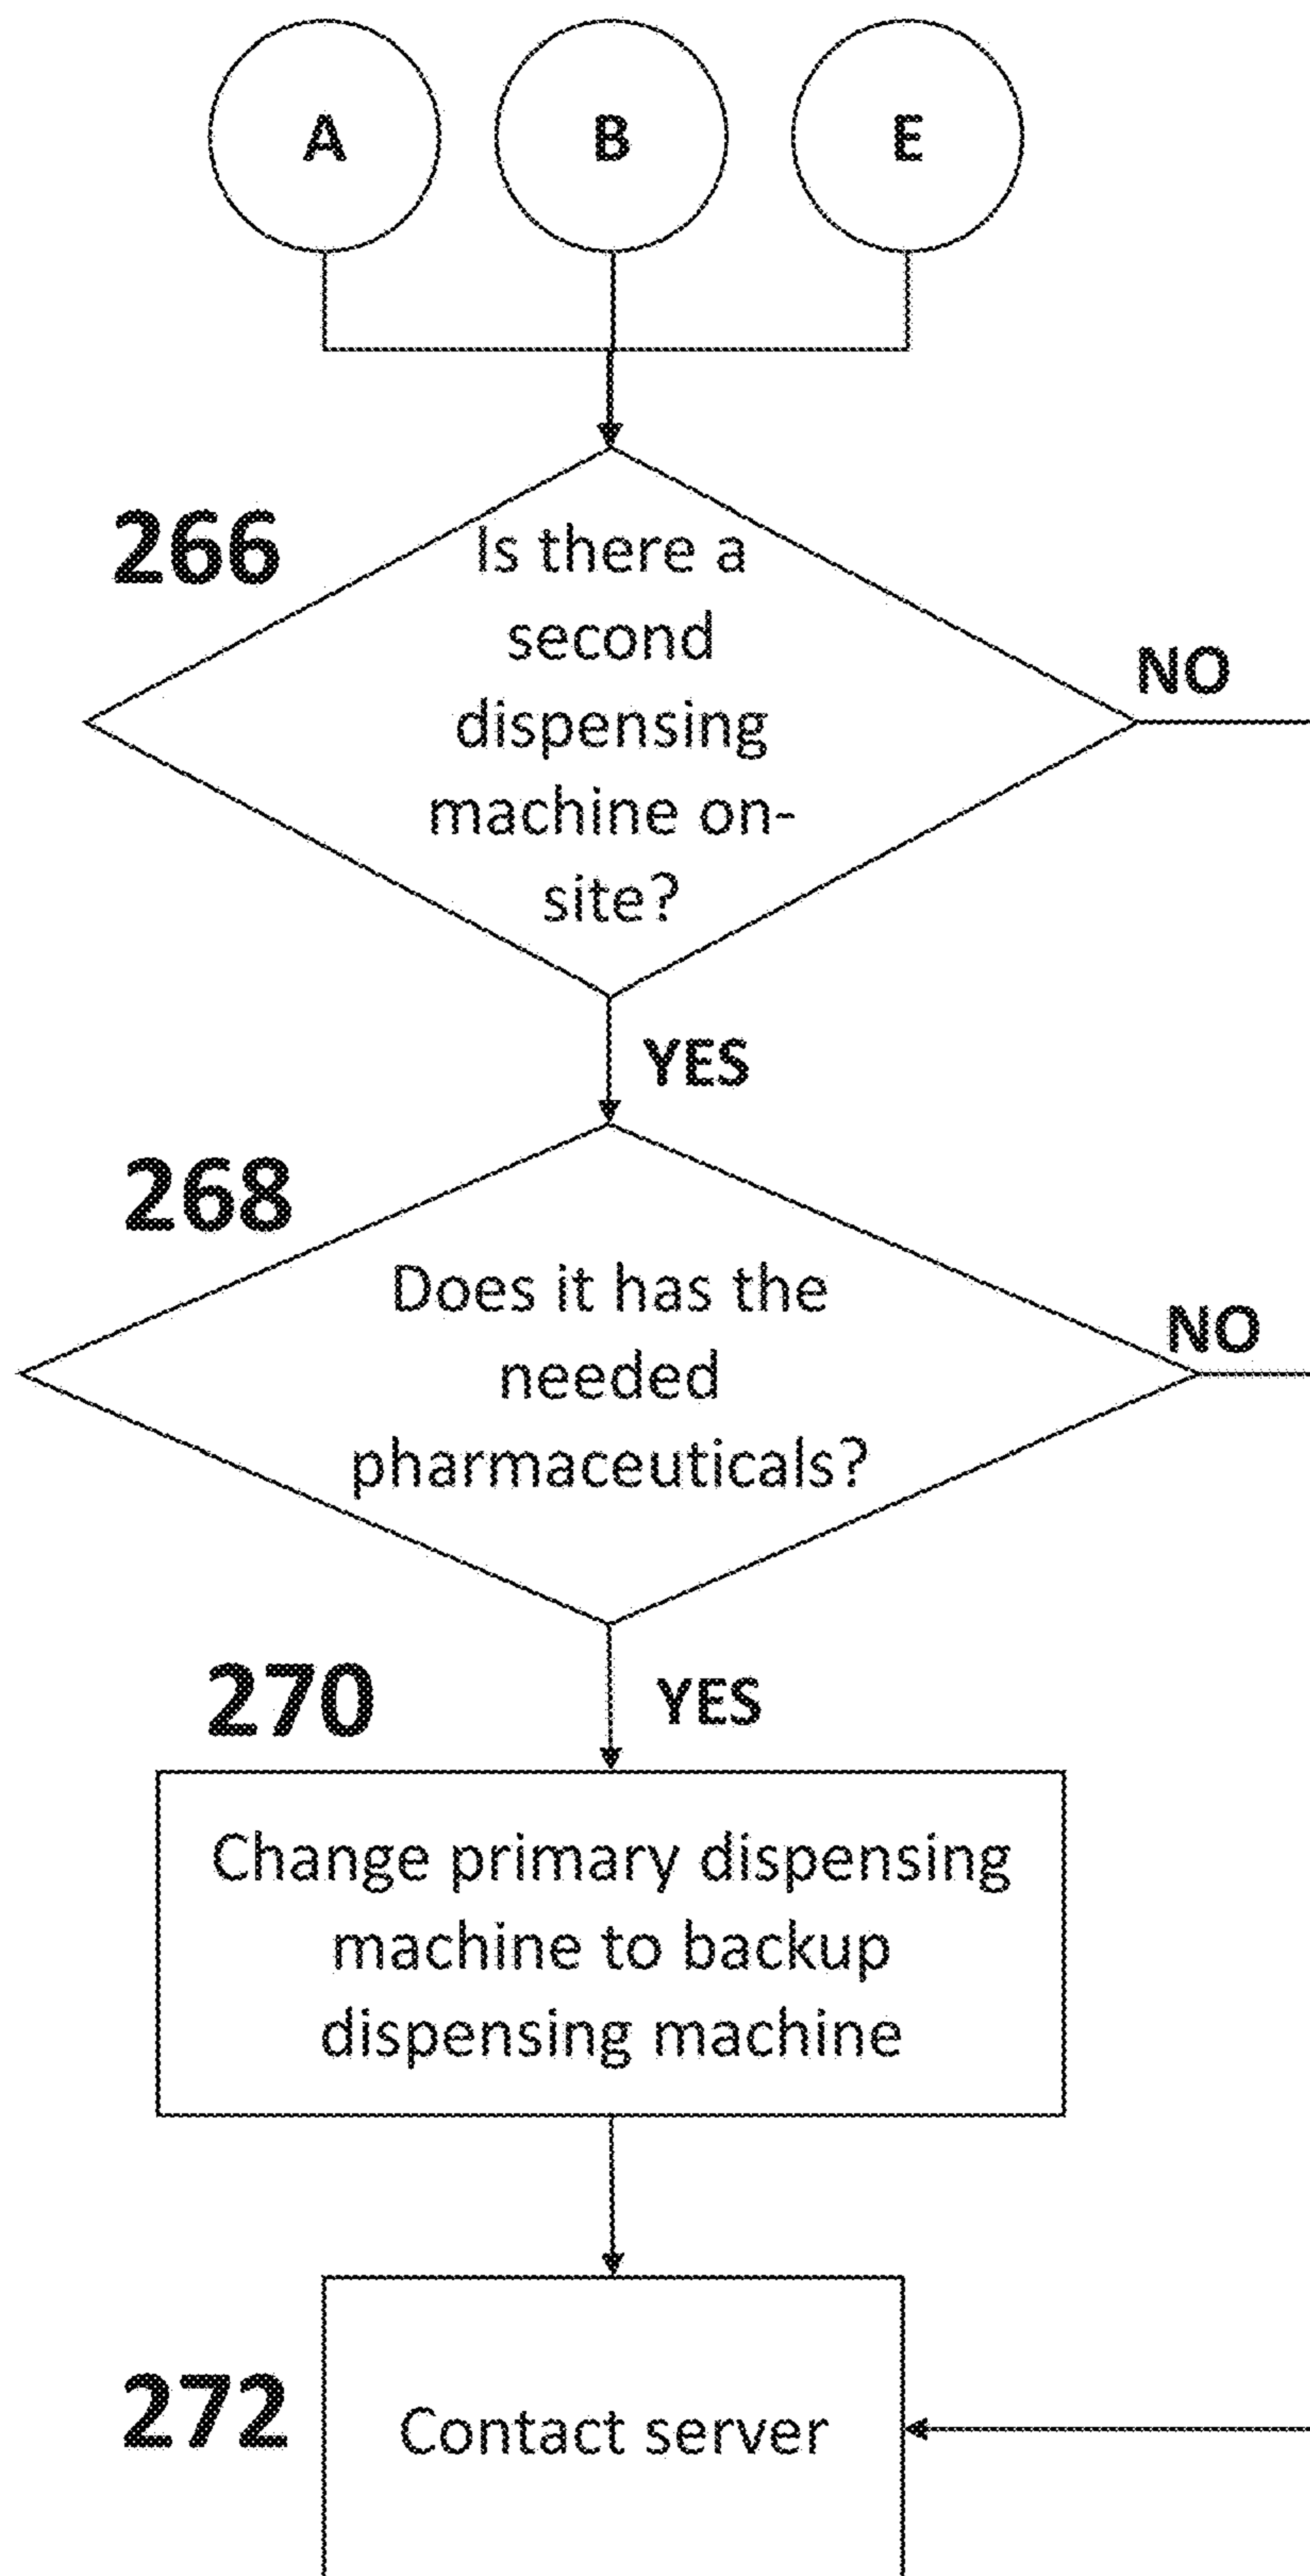 A B E
266
Is there a
second
dispensing
machine on-
site?
NO
YES
268
Does it has the
needed
pharmaceuticals?
NO
270
YES
Change primary dispensing
machine to backup
dispensing machine
272
Contact server